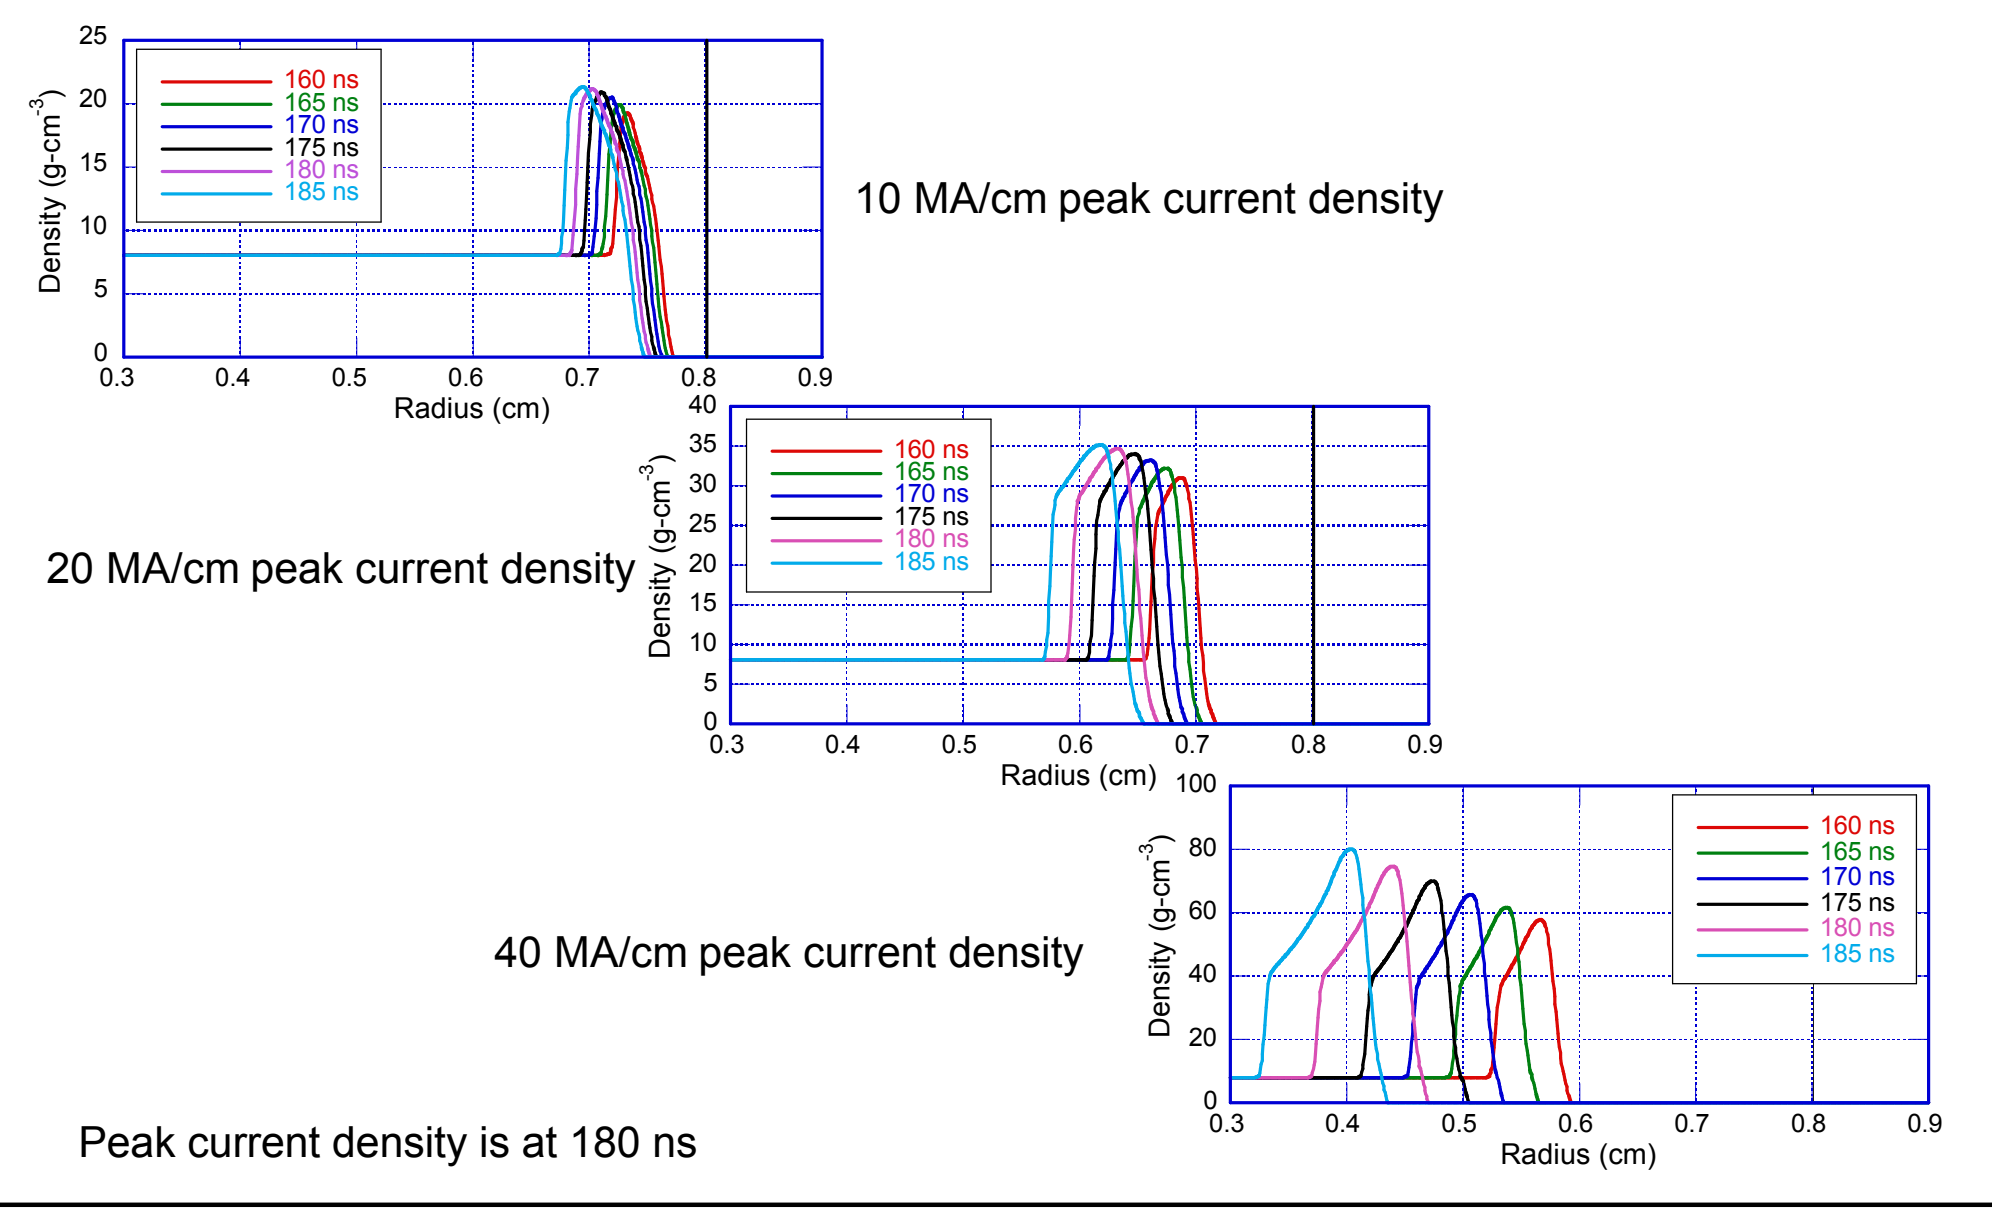 25
20
15
10
5
0
Density (g-cm-3)
160 ns
165 ns
170 ns
175 ns
180 ns
185 ns
0.3 0.4 0.5 0.6 0.7 0.8 0.9
Radius (cm)
10 MA/cm peak current density
20 MA/cm peak current density
40
35
30
25
20
15
10
5
0
Density (g-cm-3)
160 ns
165 ns
170 ns
175 ns
180 ns
185 ns
0.3 0.4 0.5 0.6 0.7 0.8 0.9
Radius (cm)
40 MA/cm peak current density
100
80
60
40
20
0
Density (g-cm-3)
160 ns
165 ns
170 ns
175 ns
180 ns
185 ns
0.3 0.4 0.5 0.6 0.7 0.8 0.9
Radius (cm)
Peak current density is at 180 ns